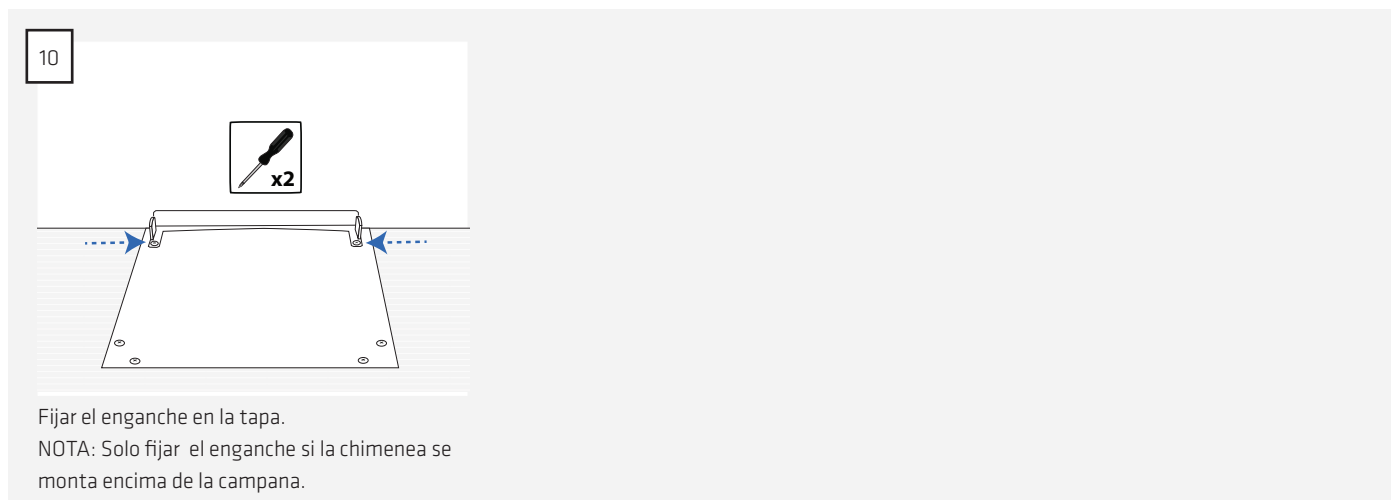 10
x2
Fijar el enganche en la tapa.
NOTA: Solo fijar  el enganche si la chimenea se
monta encima de la campana.